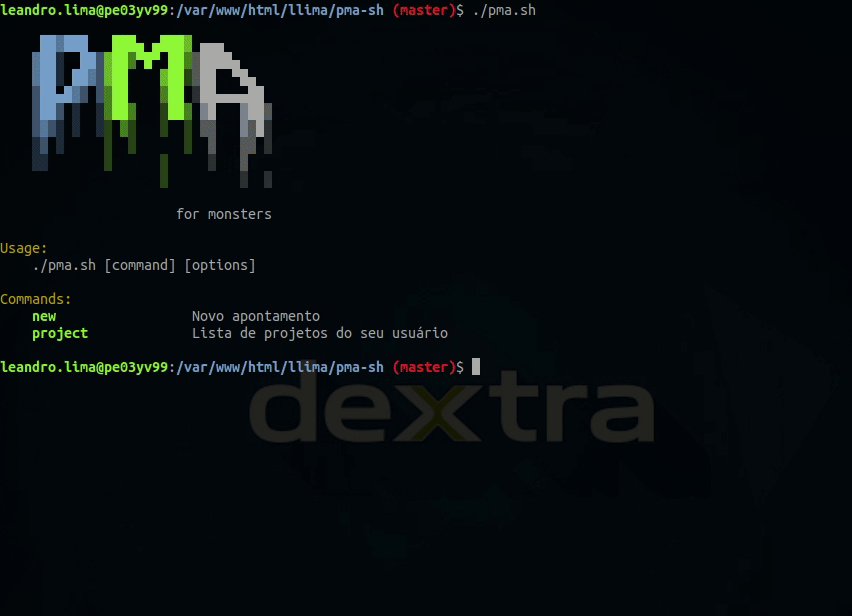 leandro.lima@pe03yv99:/var/www/html/llima/pma-sh (master)$ ./pma.sh
PMA
for monsters
Usage:
./pma.sh [command] [options]
Commands:
new Novo apontamento
project Lista de projetos do seu usuário
leandro.lima@pe03yv99:/var/www/html/llima/pma-sh (master)$
dextra